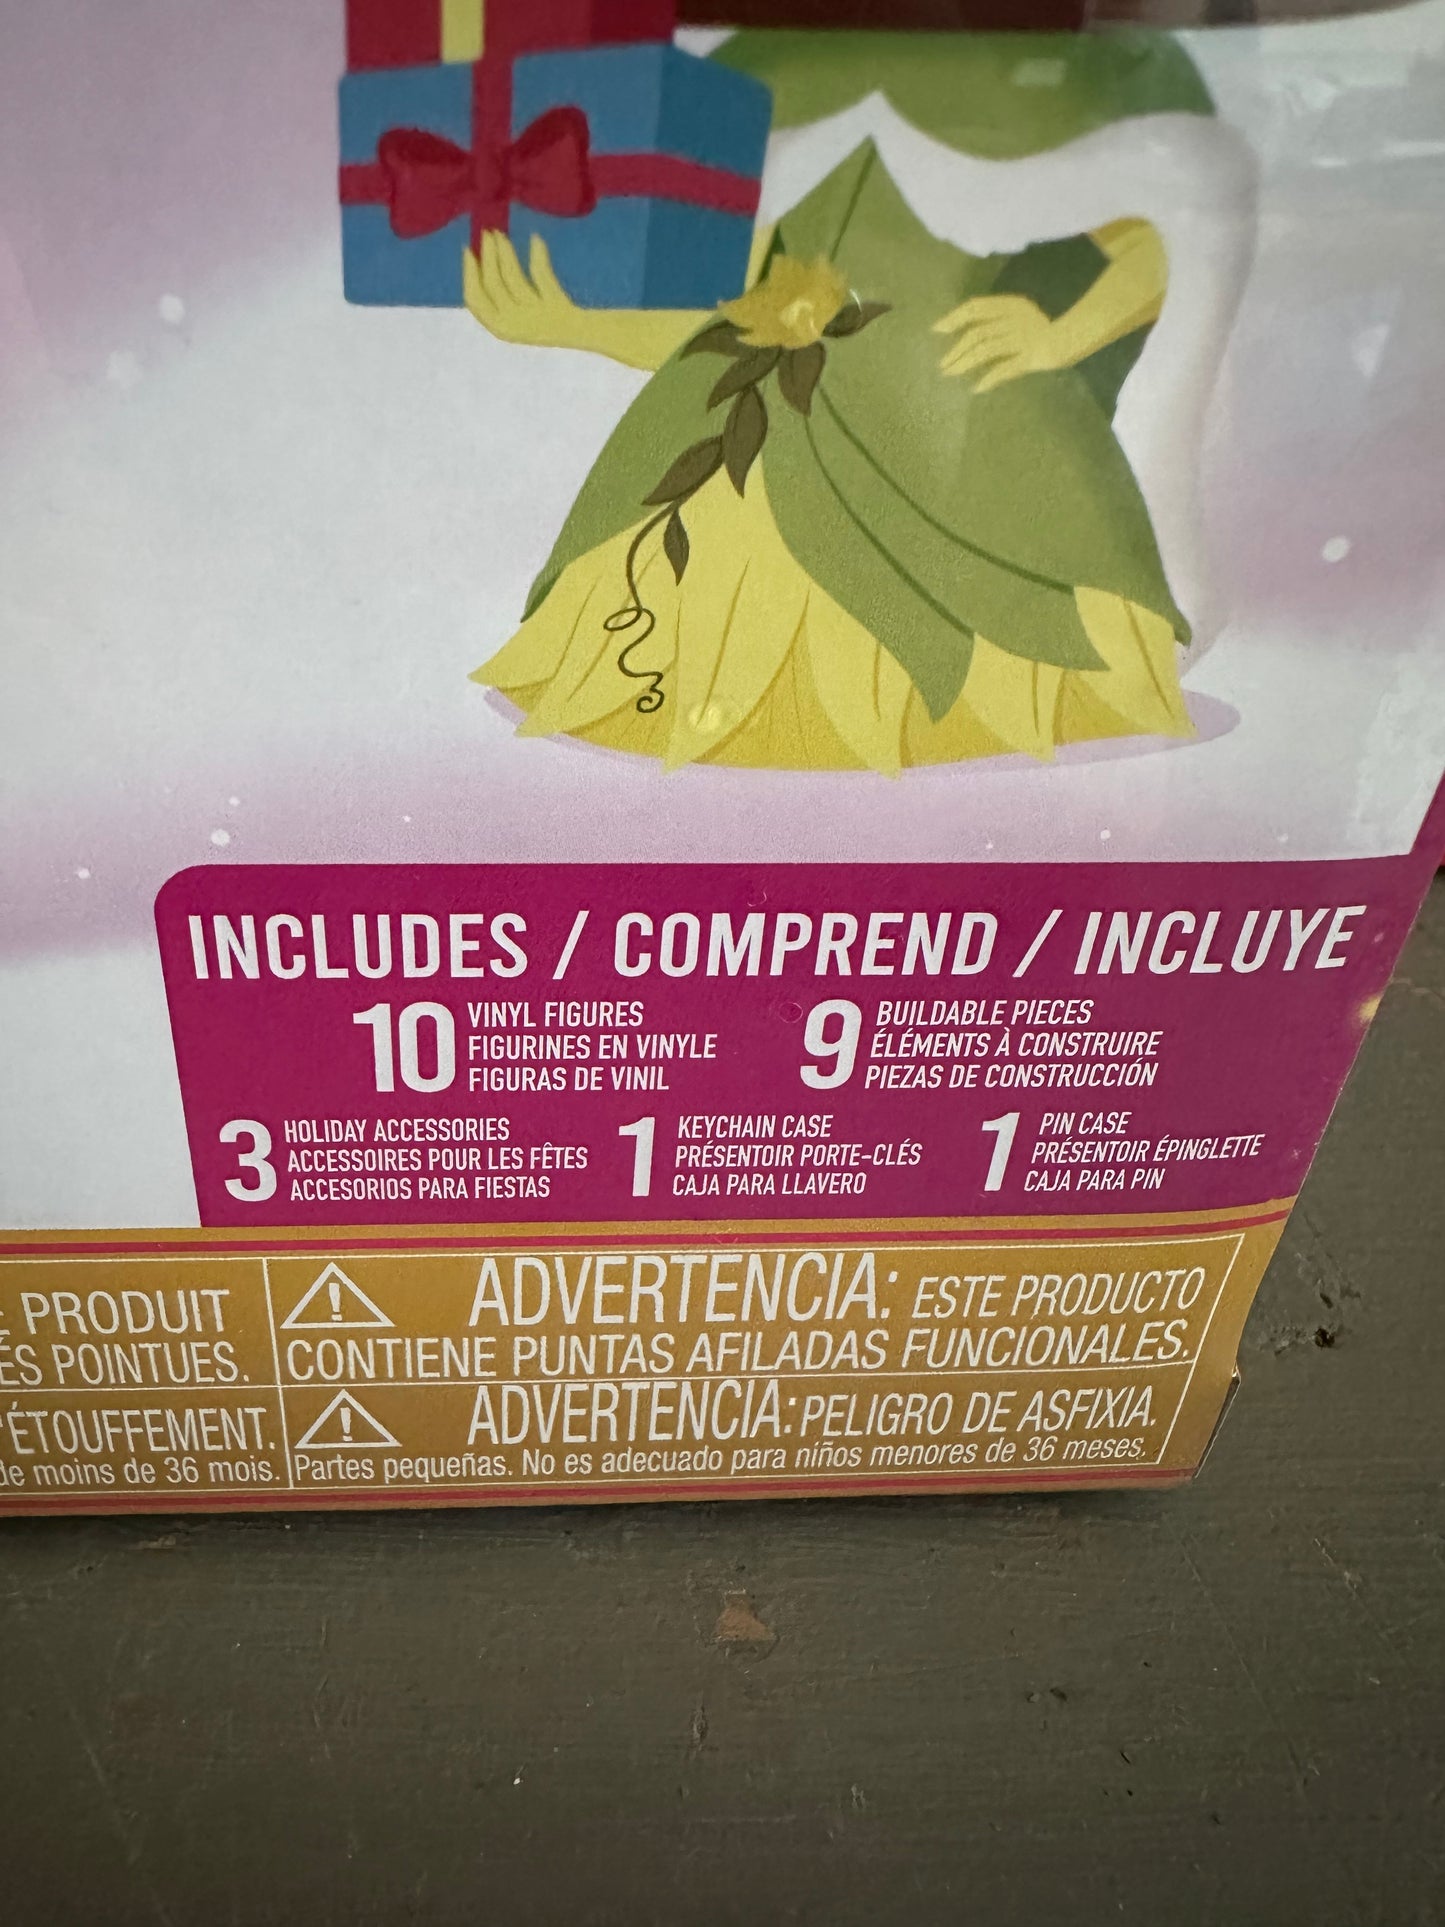 INCLUDES / COMPREND / INCLUYE
10 VINYL FIGURES
FIGURINES EN VINYLE
FIGURAS DE VINIL
9 BUILDABLE PIECES
ÉLÉMENTS À CONSTRUIRE
PIEZAS DE CONSTRUCCIÓN
3 HOLIDAY ACCESSORIES
ACCESSOIRES POUR LES FÊTES
ACCESORIOS PARA FIESTAS
1 KEYCHAIN CASE
PRÉSENTOIR PORTE-CLÉS
CAJA PARA LLAVERO
1 PIN CASE
PRÉSENTOIR ÉPINGLETTE
CAJA PARA PIN
PRODUIT
ÉS POINTUES.
'ÉTOUFFEMENT.
de moins de 36 mois.
ADVERTENCIA: ESTE PRODUCTO
CONTIENE PUNTAS AFILADAS FUNCIONALES.
ADVERTENCIA: PELIGRO DE ASFIXIA.
Partes pequeñas. No es adecuado para niños menores de 36 meses.